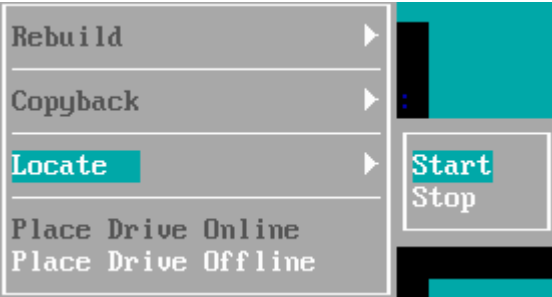 Rebuild
Copyback
Locate
Start
Stop
Place Drive Online
Place Drive Offline